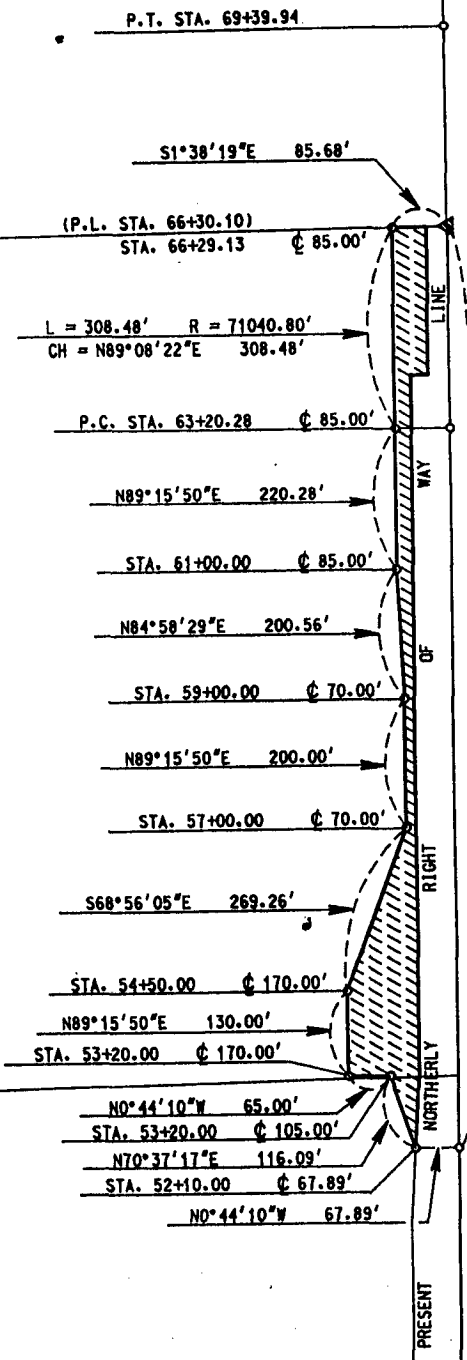 P.T. STA. 69+39.94
S1°38'19"E 85.68'
(P.L. STA. 66+30.10)
STA. 66+29.13 ℄ 85.00'
L = 308.48' R = 71040.80'
CH = N89°08'22"E 308.48'
P.C. STA. 63+20.28 ℄ 85.00'
N89°15'50"E 220.28'
STA. 61+00.00 ℄ 85.00'
N84°58'29"E 200.56'
STA. 59+00.00 ℄ 70.00'
N89°15'50"E 200.00'
STA. 57+00.00 ℄ 70.00'
S68°56'05"E 269.26'
STA. 54+50.00 ℄ 170.00'
N89°15'50"E 130.00'
STA. 53+20.00 ℄ 170.00'
N0°44'10"W 65.00'
STA. 53+20.00 ℄ 105.00'
N70°37'17"E 116.09'
STA. 52+10.00 ℄ 67.89'
N0°44'10"W 67.89'
PRESENT NORTHERLY RIGHT OF WAY LINE